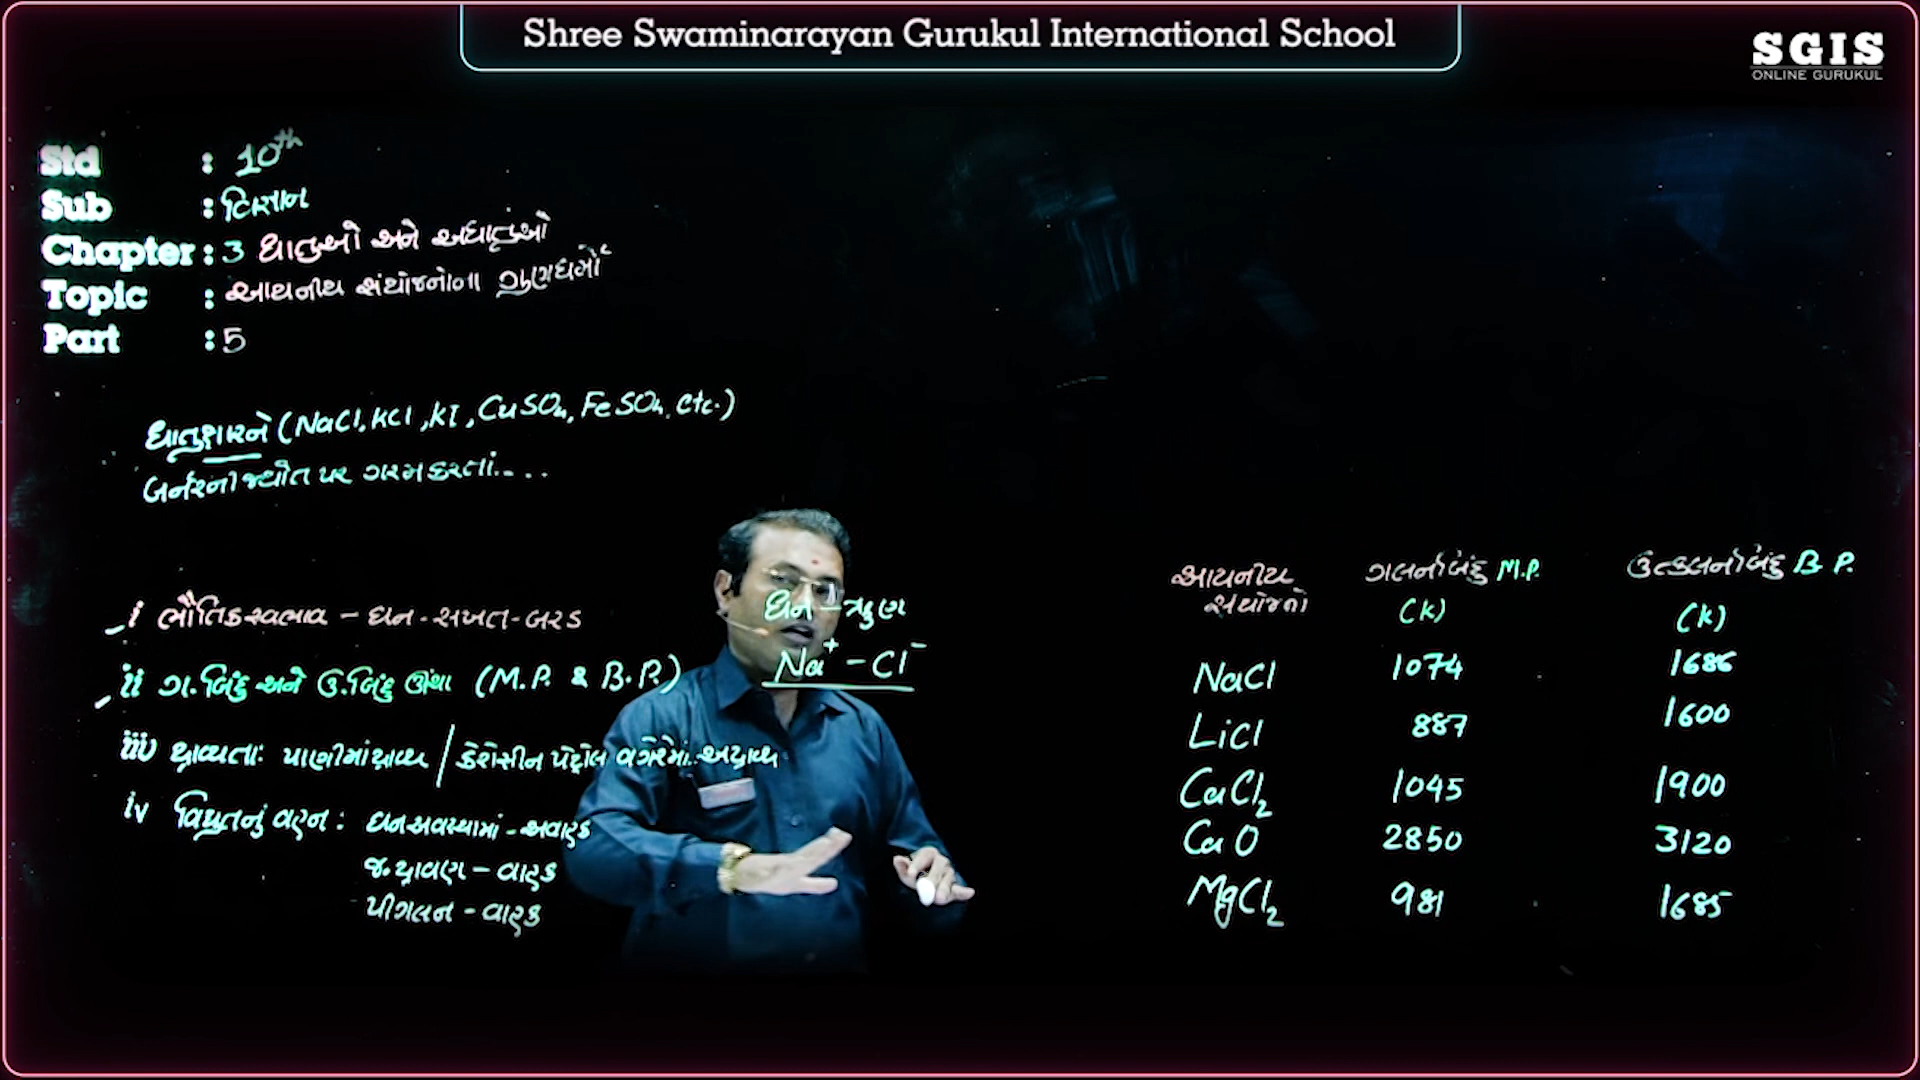 Shree Swaminarayan Gurukul International School
SGIS
ONLINE GURUKUL
Std : 10th
Sub : વિજ્ઞાન
Chapter : 3 ધાતુઓ અને અધાતુઓ
Topic : આયનીય સંયોજનોના ગુણધર્મો
Part : 5
ધાતુક્ષારને (NaCl, KCl, KI, CuSO4, FeSO4, etc.)
બર્નરની જ્યોત પર ગરમ કરતાં....
i ભૌતિક સ્વભાવ - ઘન - સખત - બરડ
ii ગ. બિંદુ અને ઉ. બિંદુ ઊંચા (M.P. & B.P.)
iii દ્રાવ્યતા: પાણીમાં દ્રાવ્ય / કેરોસીન પેટ્રોલ વગેરેમાં અદ્રાવ્ય
iv વિદ્યુતનું વહન : ઘન અવસ્થામાં - અવાહક
જ. દ્રાવણ - વાહક
પીગલન - વાહક
ધન - ઋણ
Na+ - Cl-
આયનીય સંયોજનો ગલનબિંદુ M.P. (K) ઉત્કલનબિંદુ B.P. (K)
NaCl 1074 1686
LiCl 887 1600
CaCl2 1045 1900
CaO 2850 3120
MgCl2 981 1685